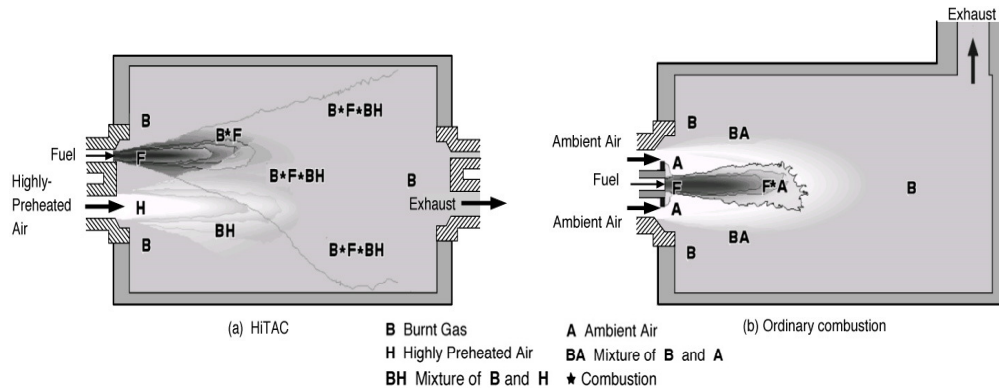 Exhaust
B
B★F
B★F★BH
Fuel
F
B★F★BH
B
Highly-
Preheated
Air
H
Exhaust
BH
B
B★F★BH
(a) HiTAC
B
BA
Ambient Air
A
Fuel
F
F★A
B
A
Ambient Air
BA
B
(b) Ordinary combustion
B Burnt Gas
H Highly Preheated Air
BH Mixture of B and H
A Ambient Air
BA Mixture of B and A
★ Combustion